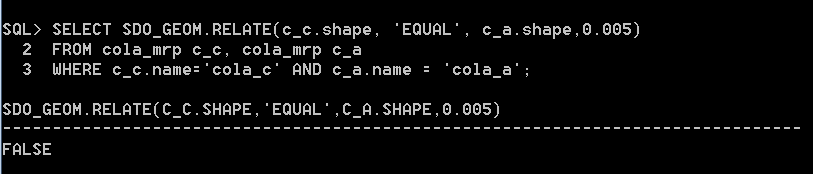 SQL> SELECT SDO_GEOM.RELATE(c_c.shape, 'EQUAL', c_a.shape,0.005)
2 FROM cola_mrp c_c, cola_mrp c_a
3 WHERE c_c.name='cola_c' AND c_a.name = 'cola_a';
SDO_GEOM.RELATE(C_C.SHAPE,'EQUAL',C_A.SHAPE,0.005)
--------------------------------------------------------------------------------
FALSE